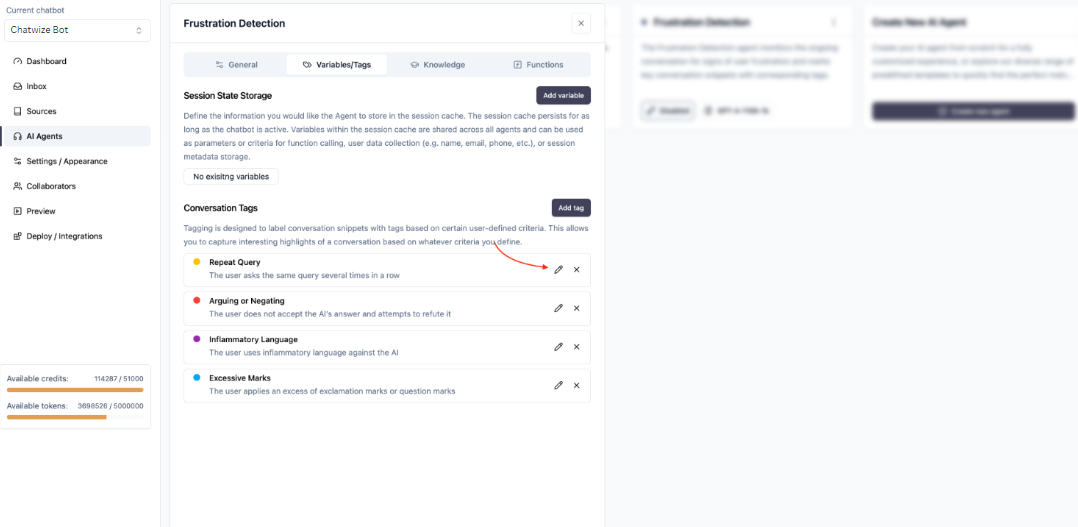 Current chatbot
Chatwize Bot
Dashboard
Inbox
Sources
AI Agents
Settings / Appearance
Collaborators
Preview
Deploy / Integrations
Available credits: 114287 / 51000
Available tokens: 3698526 / 5000000
Frustration Detection
General
Variables/Tags
Knowledge
Functions
Session State Storage
Add variable
Define the information you would like the Agent to store in the session cache. The session cache persists for as
long as the chatbot is active. Variables within the session cache are shared across all agents and can be used
as parameters or criteria for function calling, user data collection (e.g. name, email, phone, etc.), or session
metadata storage.
No exisitng variables
Conversation Tags
Add tag
Tagging is designed to label conversation snippets with tags based on certain user-defined criteria. This allows
you to capture interesting highlights of a conversation based on whatever criteria you define.
Repeat Query
The user asks the same query several times in a row
Arguing or Negating
The user does not accept the AI's answer and attempts to refute it
Inflammatory Language
The user uses inflammatory language against the AI
Excessive Marks
The user applies an excess of exclamation marks or question marks
Frustration Detection
The Frustration Detection agent monitors the ongoing
conversation for signs of user frustration and marks
key conversation snippets with corresponding tags.
Disabled
Create New AI Agent
Create your AI agent from scratch for a fully
customized experience, or explore our diverse range of
predefined templates to quickly find the perfect matc...
Create new agent